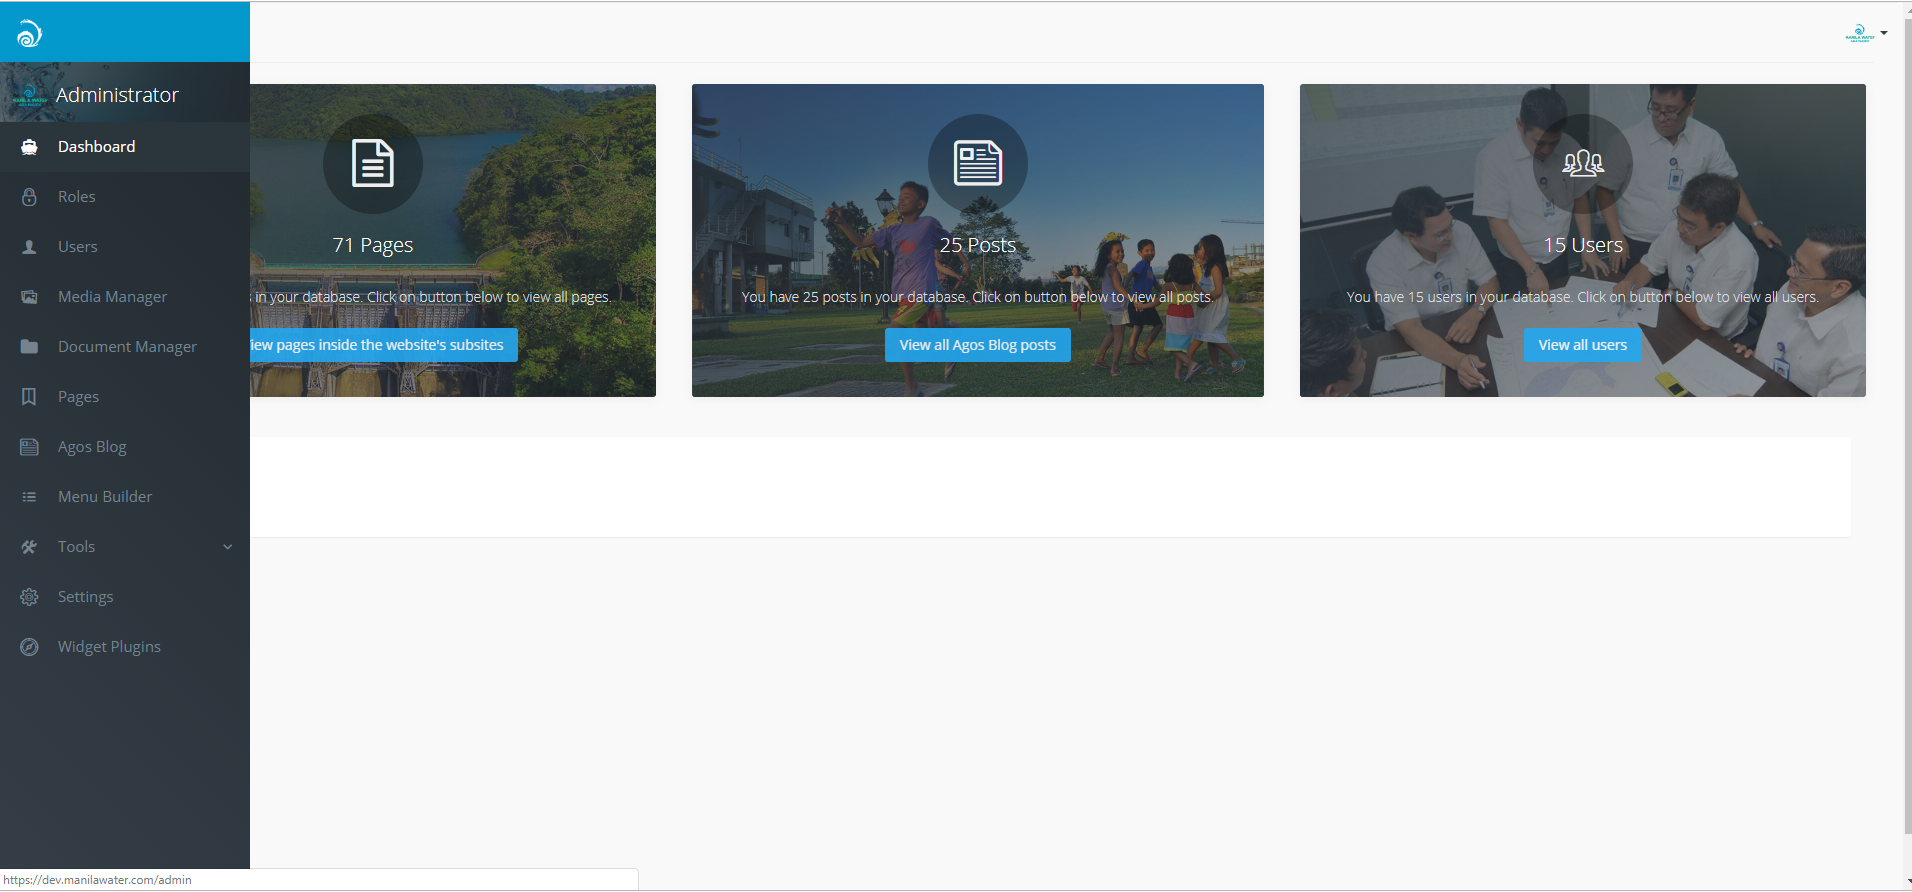 MANILA WATER
Administrator
Dashboard
Roles
Users
Media Manager
Document Manager
Pages
Agos Blog
Menu Builder
Tools
Settings
Widget Plugins
71 Pages
in your database. Click on button below to view all pages.
iew pages inside the website's subsites
25 Posts
You have 25 posts in your database. Click on button below to view all posts.
View all Agos Blog posts
15 Users
You have 15 users in your database. Click on button below to view all users.
View all users
MANILA WATER
https://dev.manilawater.com/admin